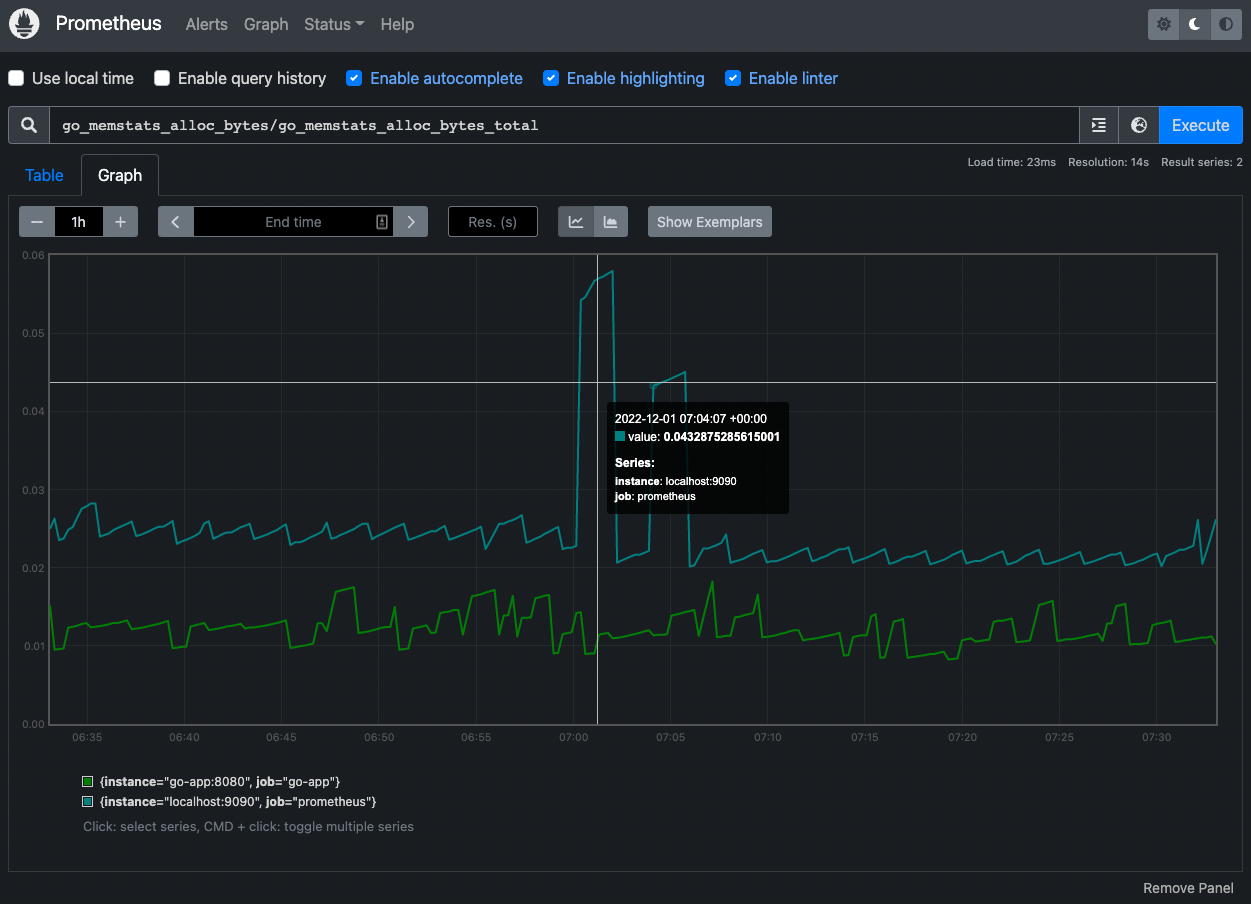 Prometheus Alerts Graph Status Help
Use local time Enable query history Enable autocomplete Enable highlighting Enable linter
go_memstats_alloc_bytes/go_memstats_alloc_bytes_total Execute
Load time: 23ms Resolution: 14s Result series: 2
Table Graph
1h End time Res. (s) Show Exemplars
0.06
0.05
0.04
0.03
0.02
0.01
0.00
2022-12-01 07:04:07 +00:00
value: 0.0432875285615001
Series:
instance: localhost:9090
job: prometheus
06:35 06:40 06:45 06:50 06:55 07:00 07:05 07:10 07:15 07:20 07:25 07:30
{instance="go-app:8080", job="go-app"}
{instance="localhost:9090", job="prometheus"}
Click: select series, CMD + click: toggle multiple series
Remove Panel